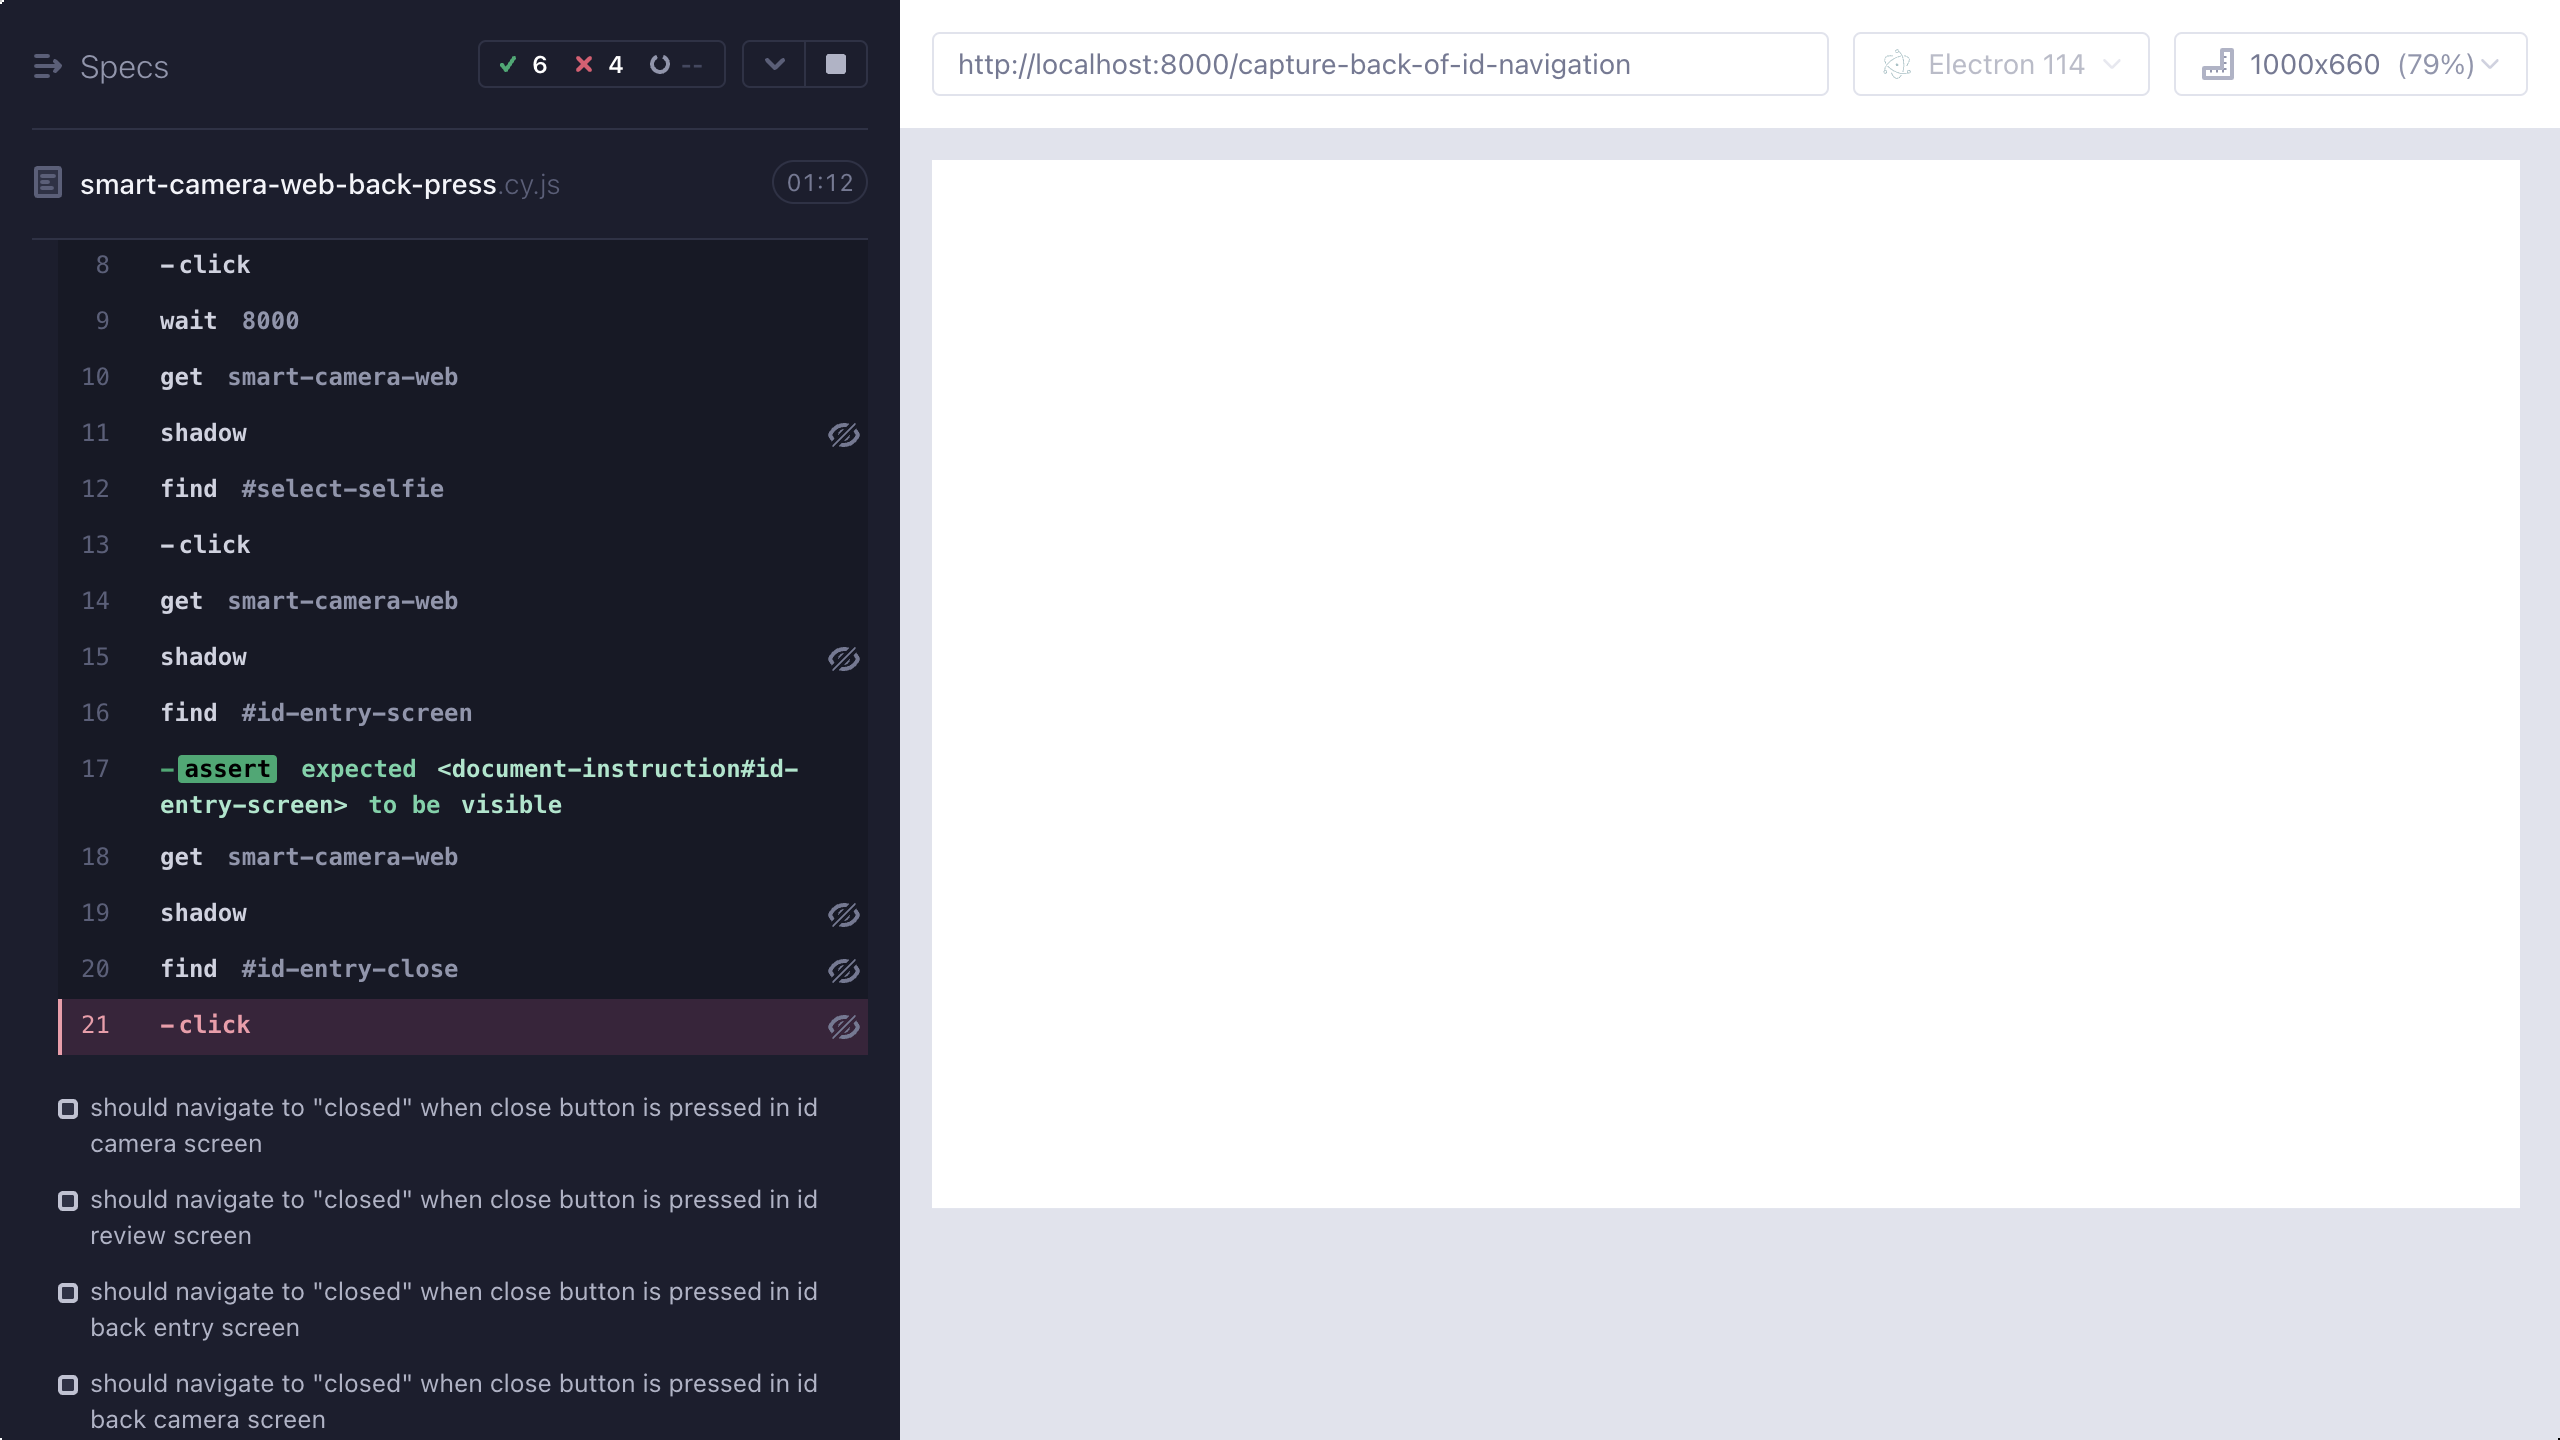 Specs
6
4
--
smart-camera-web-back-press.cy.js
01:12
8 -click
9 wait 8000
10 get smart-camera-web
11 shadow
12 find #select-selfie
13 -click
14 get smart-camera-web
15 shadow
16 find #id-entry-screen
17 -assert expected <document-instruction#id-
entry-screen> to be visible
18 get smart-camera-web
19 shadow
20 find #id-entry-close
21 -click
should navigate to "closed" when close button is pressed in id
camera screen
should navigate to "closed" when close button is pressed in id
review screen
should navigate to "closed" when close button is pressed in id
back entry screen
should navigate to "closed" when close button is pressed in id
back camera screen
http://localhost:8000/capture-back-of-id-navigation
Electron 114
1000x660 (79%)